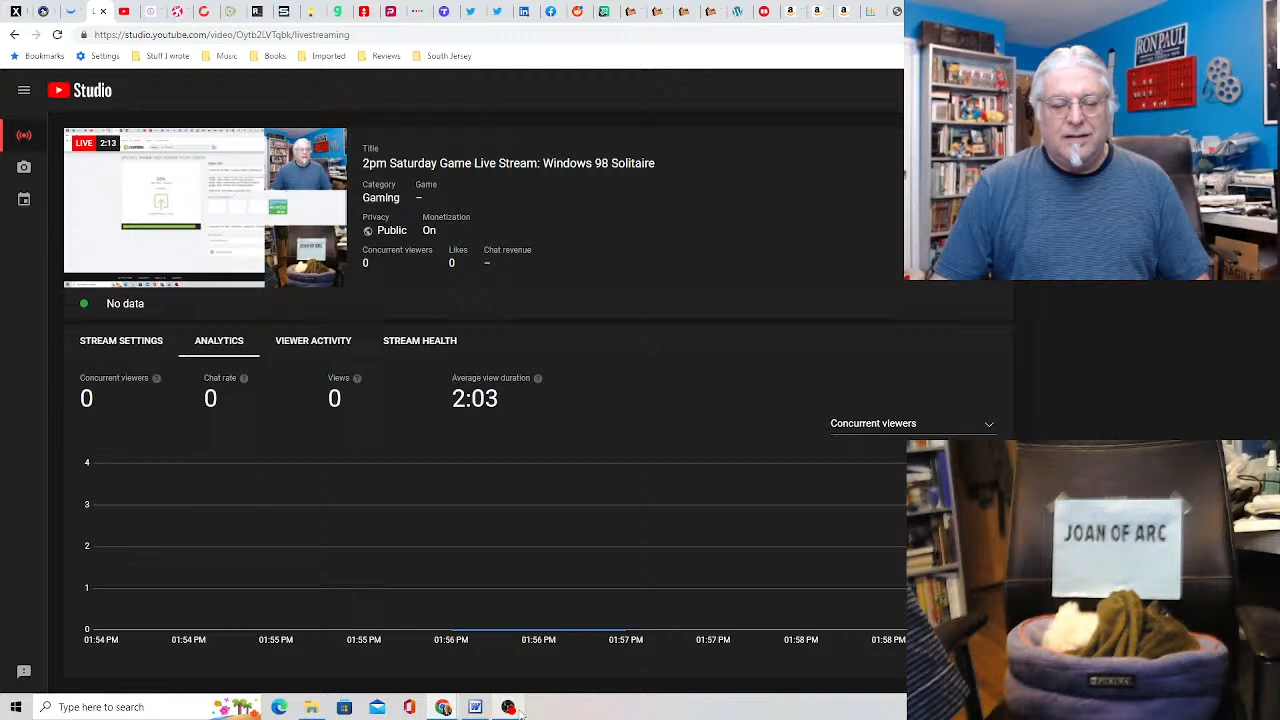 https://studio.youtube.com/video/Oytb2LVTqbk/livestreaming
Bookmarks
Settings
Stuff I wrote
Music
Books
Importers
Reviews
South Jersey
Studio
LIVE
2:13
rumble
Title
2pm Saturday Game Live Stream: Windows 98 Solitaire
Category Game
Gaming –
Privacy Monetization
Public On
Concurrent viewers Likes Chat revenue
0 0 –
No data
STREAM SETTINGS ANALYTICS VIEWER ACTIVITY STREAM HEALTH
Concurrent viewers Chat rate Views Average view duration
0 0 0 2:03
Concurrent viewers
4
3
2
1
0
01:54 PM 01:54 PM 01:55 PM 01:55 PM 01:56 PM 01:56 PM 01:57 PM 01:57 PM 01:58 PM 01:58 PM
Type here to search
RON PAUL
FRAGILE
JOAN OF ARC